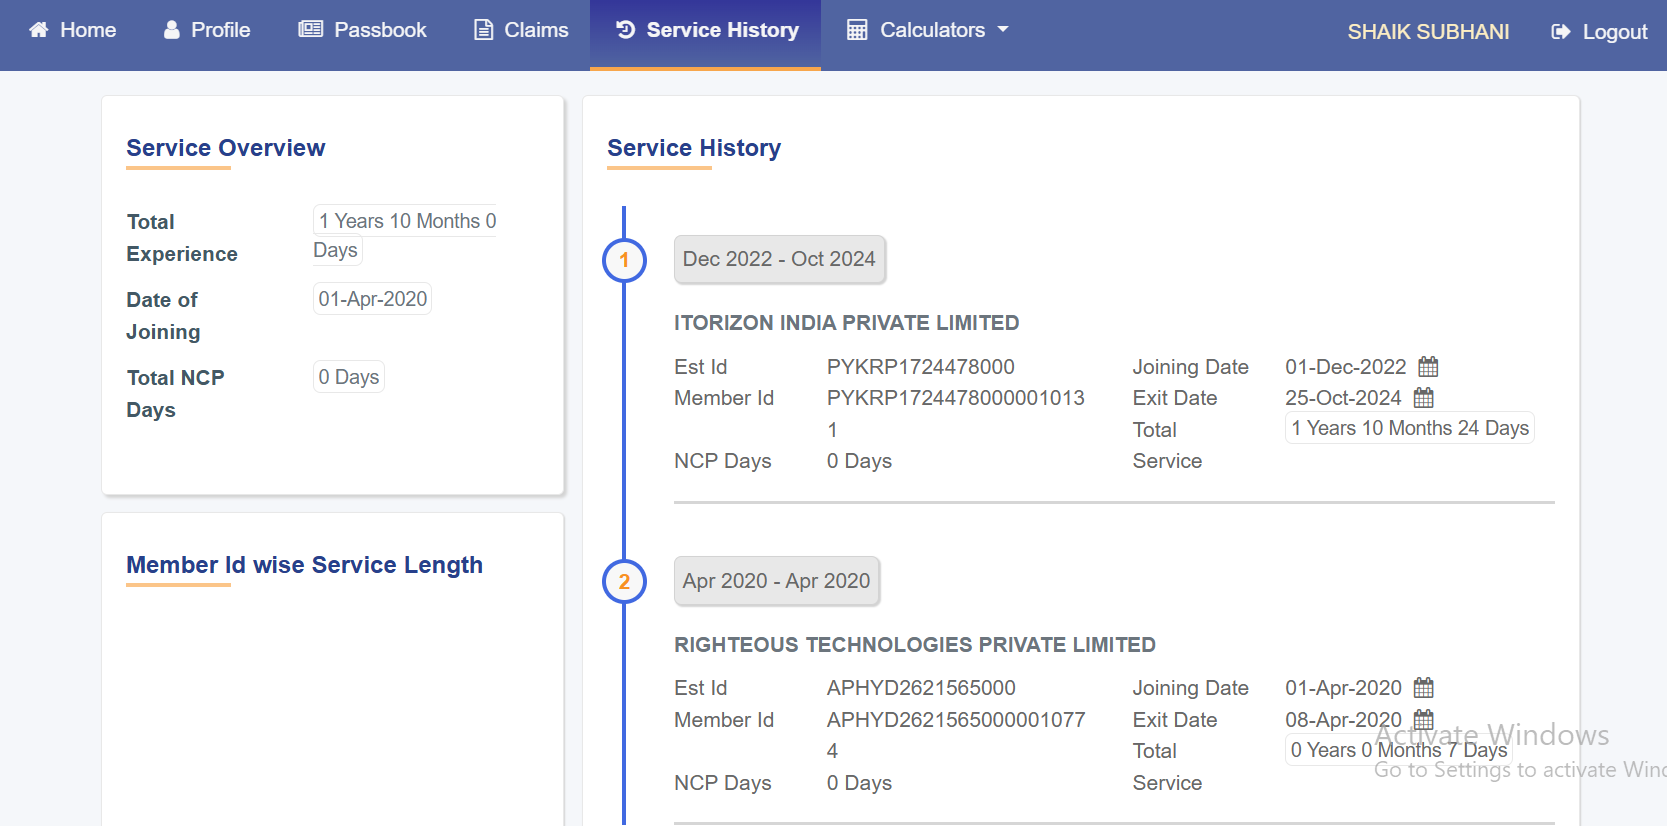 Home Profile Passbook Claims Service History Calculators SHAIK SUBHANI Logout
Service Overview
Total Experience 1 Years 10 Months 0 Days
Date of Joining 01-Apr-2020
Total NCP Days 0 Days
Member Id wise Service Length
Service History
1 Dec 2022 - Oct 2024
ITORIZON INDIA PRIVATE LIMITED
Est Id PYKRP1724478000 Joining Date 01-Dec-2022
Member Id PYKRP1724478000001013 Exit Date 25-Oct-2024
1 Total 1 Years 10 Months 24 Days
NCP Days 0 Days Service
2 Apr 2020 - Apr 2020
RIGHTEOUS TECHNOLOGIES PRIVATE LIMITED
Est Id APHYD2621565000 Joining Date 01-Apr-2020
Member Id APHYD2621565000001077 Exit Date 08-Apr-2020
4 Total 0 Years 0 Months 7 Days
NCP Days 0 Days Service
Activate Windows
Go to Settings to activate Win